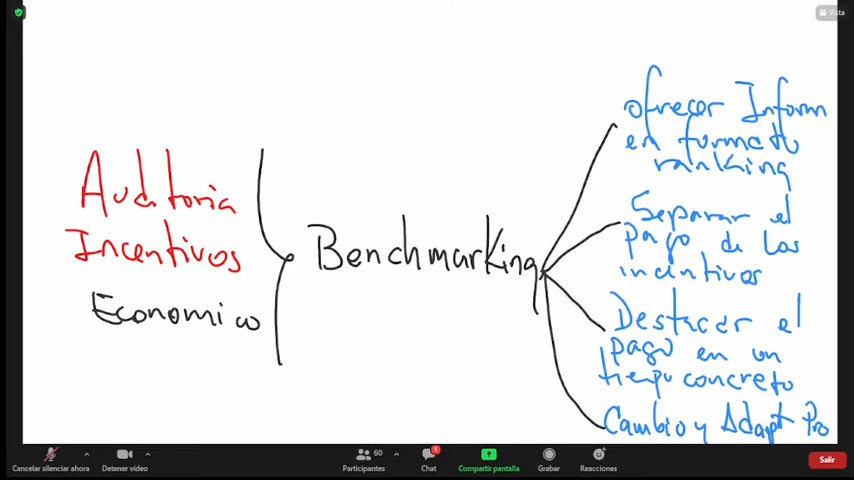 Vista
Auditoria
Incentivos
Economico
Benchmarking
ofrecer Inform
en formato
ranking
Separar el
pago de los
incentivos
Destacar el
pago en un
tiempo concreto
Cambio y Adapt Pro
Cancelar silenciar ahora
Detener vídeo
60
Participantes
1
Chat
Compartir pantalla
Grabar
Reacciones
Salir